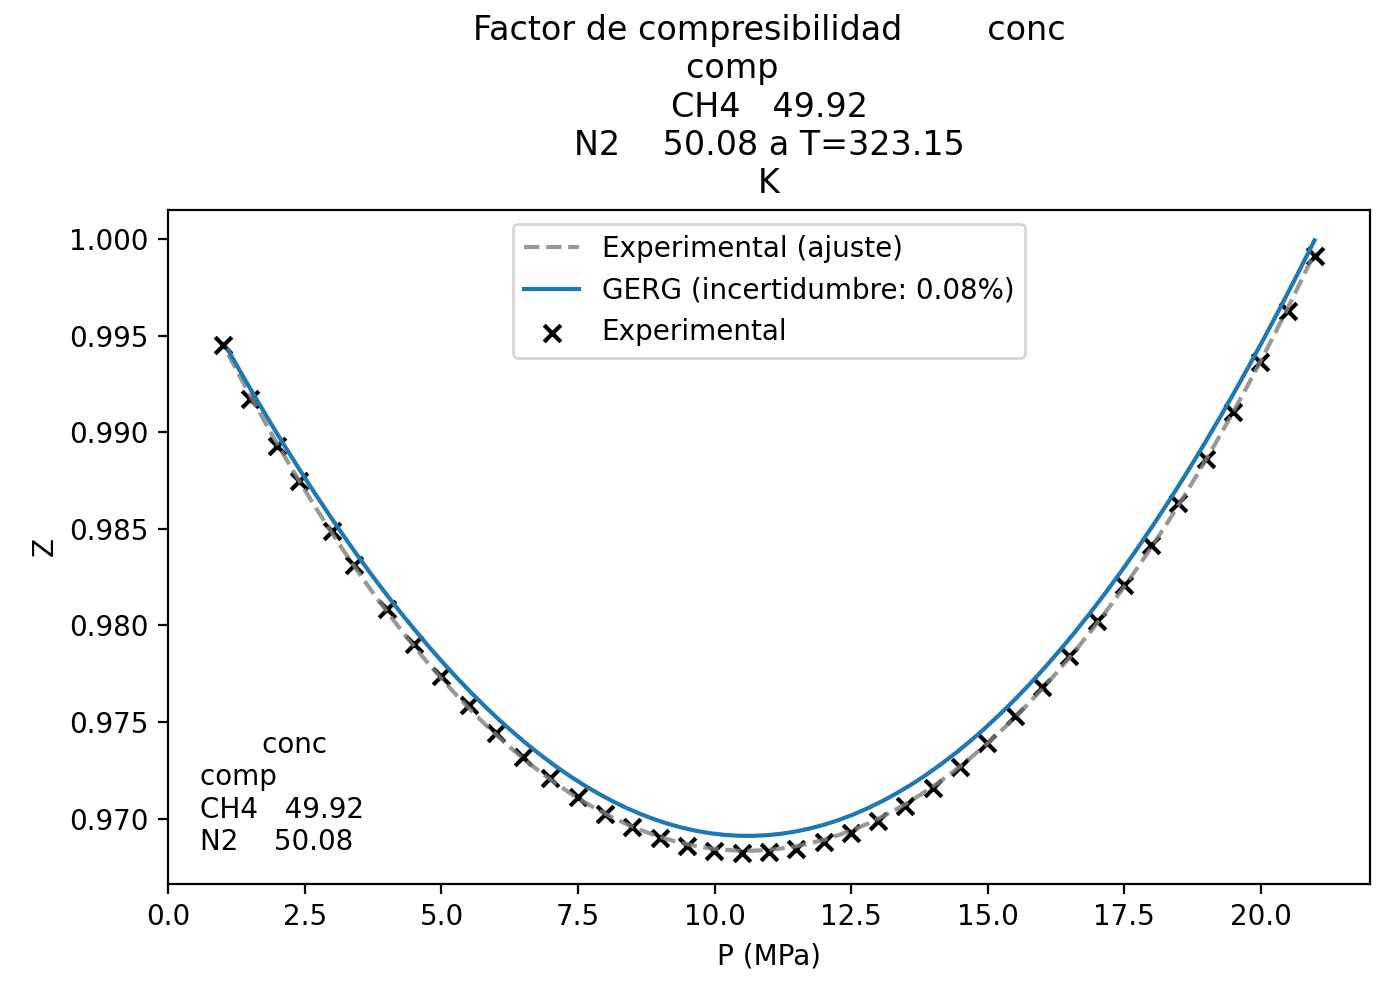 Factor de compresibilidad conc
comp
CH4 49.92
N2 50.08 a T=323.15
K
Experimental (ajuste)
GERG (incertidumbre: 0.08%)
Experimental
1.000
0.995
0.990
0.985
0.980
0.975
0.970
Z
conc
comp
CH4 49.92
N2 50.08
0.0 2.5 5.0 7.5 10.0 12.5 15.0 17.5 20.0
P (MPa)